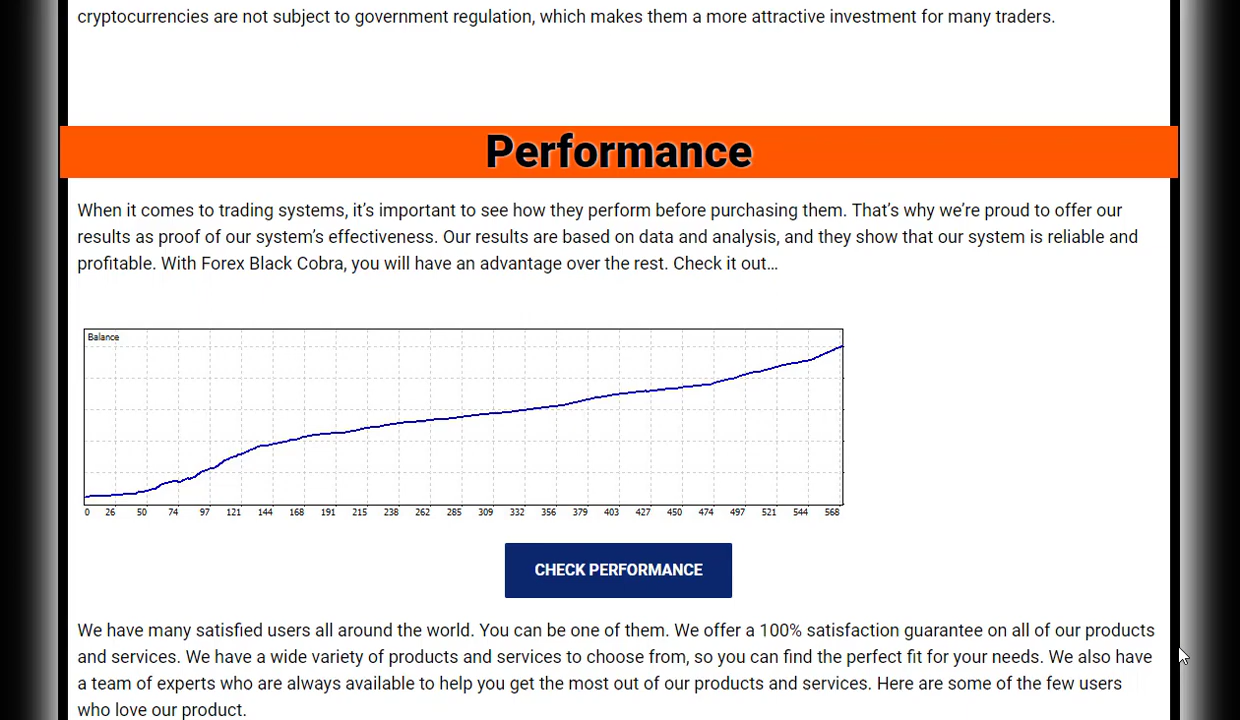 cryptocurrencies are not subject to government regulation, which makes them a more attractive investment for many traders.
Performance
When it comes to trading systems, it’s important to see how they perform before purchasing them. That’s why we’re proud to offer our
results as proof of our system’s effectiveness. Our results are based on data and analysis, and they show that our system is reliable and
profitable. With Forex Black Cobra, you will have an advantage over the rest. Check it out…
Balance
0 26 50 74 97 121 144 168 191 215 238 262 285 309 332 356 379 403 427 450 474 497 521 544 568
CHECK PERFORMANCE
We have many satisfied users all around the world. You can be one of them. We offer a 100% satisfaction guarantee on all of our products
and services. We have a wide variety of products and services to choose from, so you can find the perfect fit for your needs. We also have
a team of experts who are always available to help you get the most out of our products and services. Here are some of the few users
who love our product.